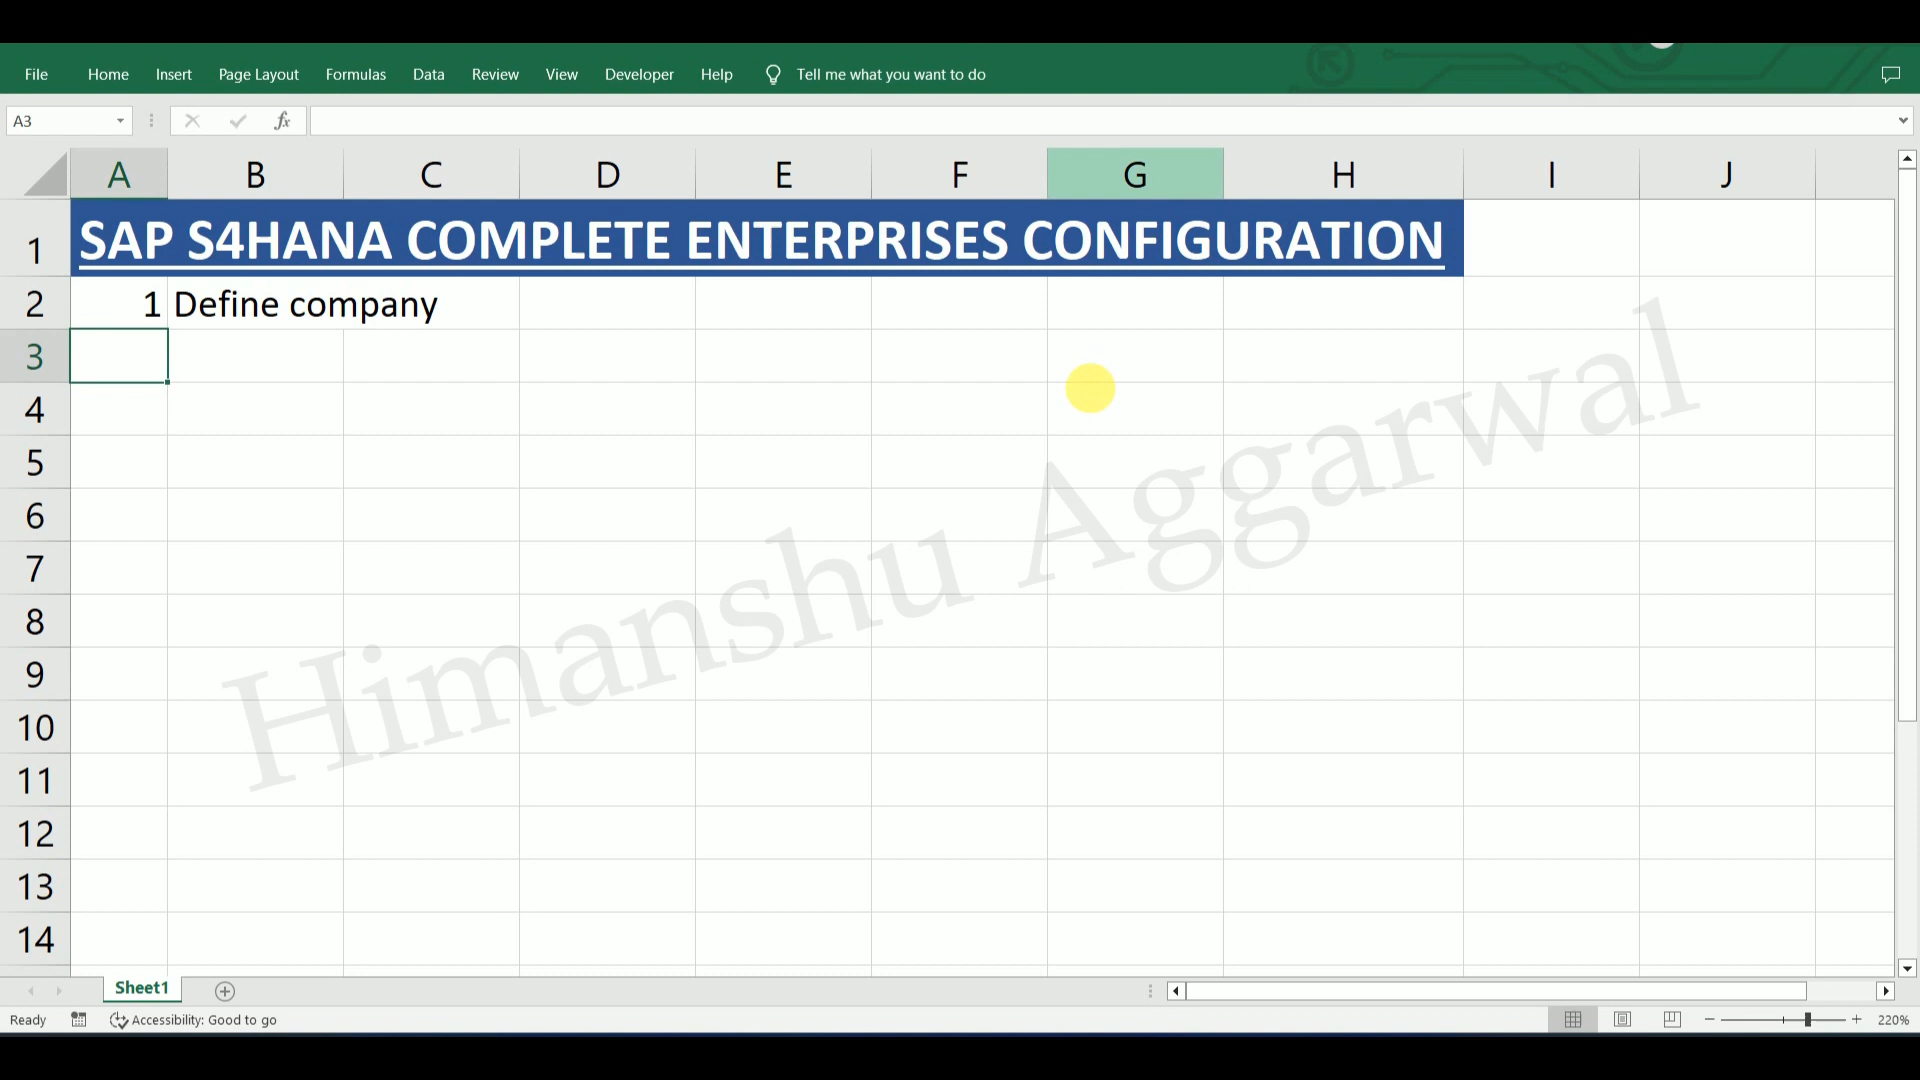 File Home Insert Page Layout Formulas Data Review View Developer Help Tell me what you want to do
A3 fx
A B C D E F G H I J
1 SAP S4HANA COMPLETE ENTERPRISES CONFIGURATION
2 1 Define company
3
4
5
6
7
8
9
10
11
12
13
14
Himanshu Aggarwal
Sheet1
Ready Accessibility: Good to go 220%